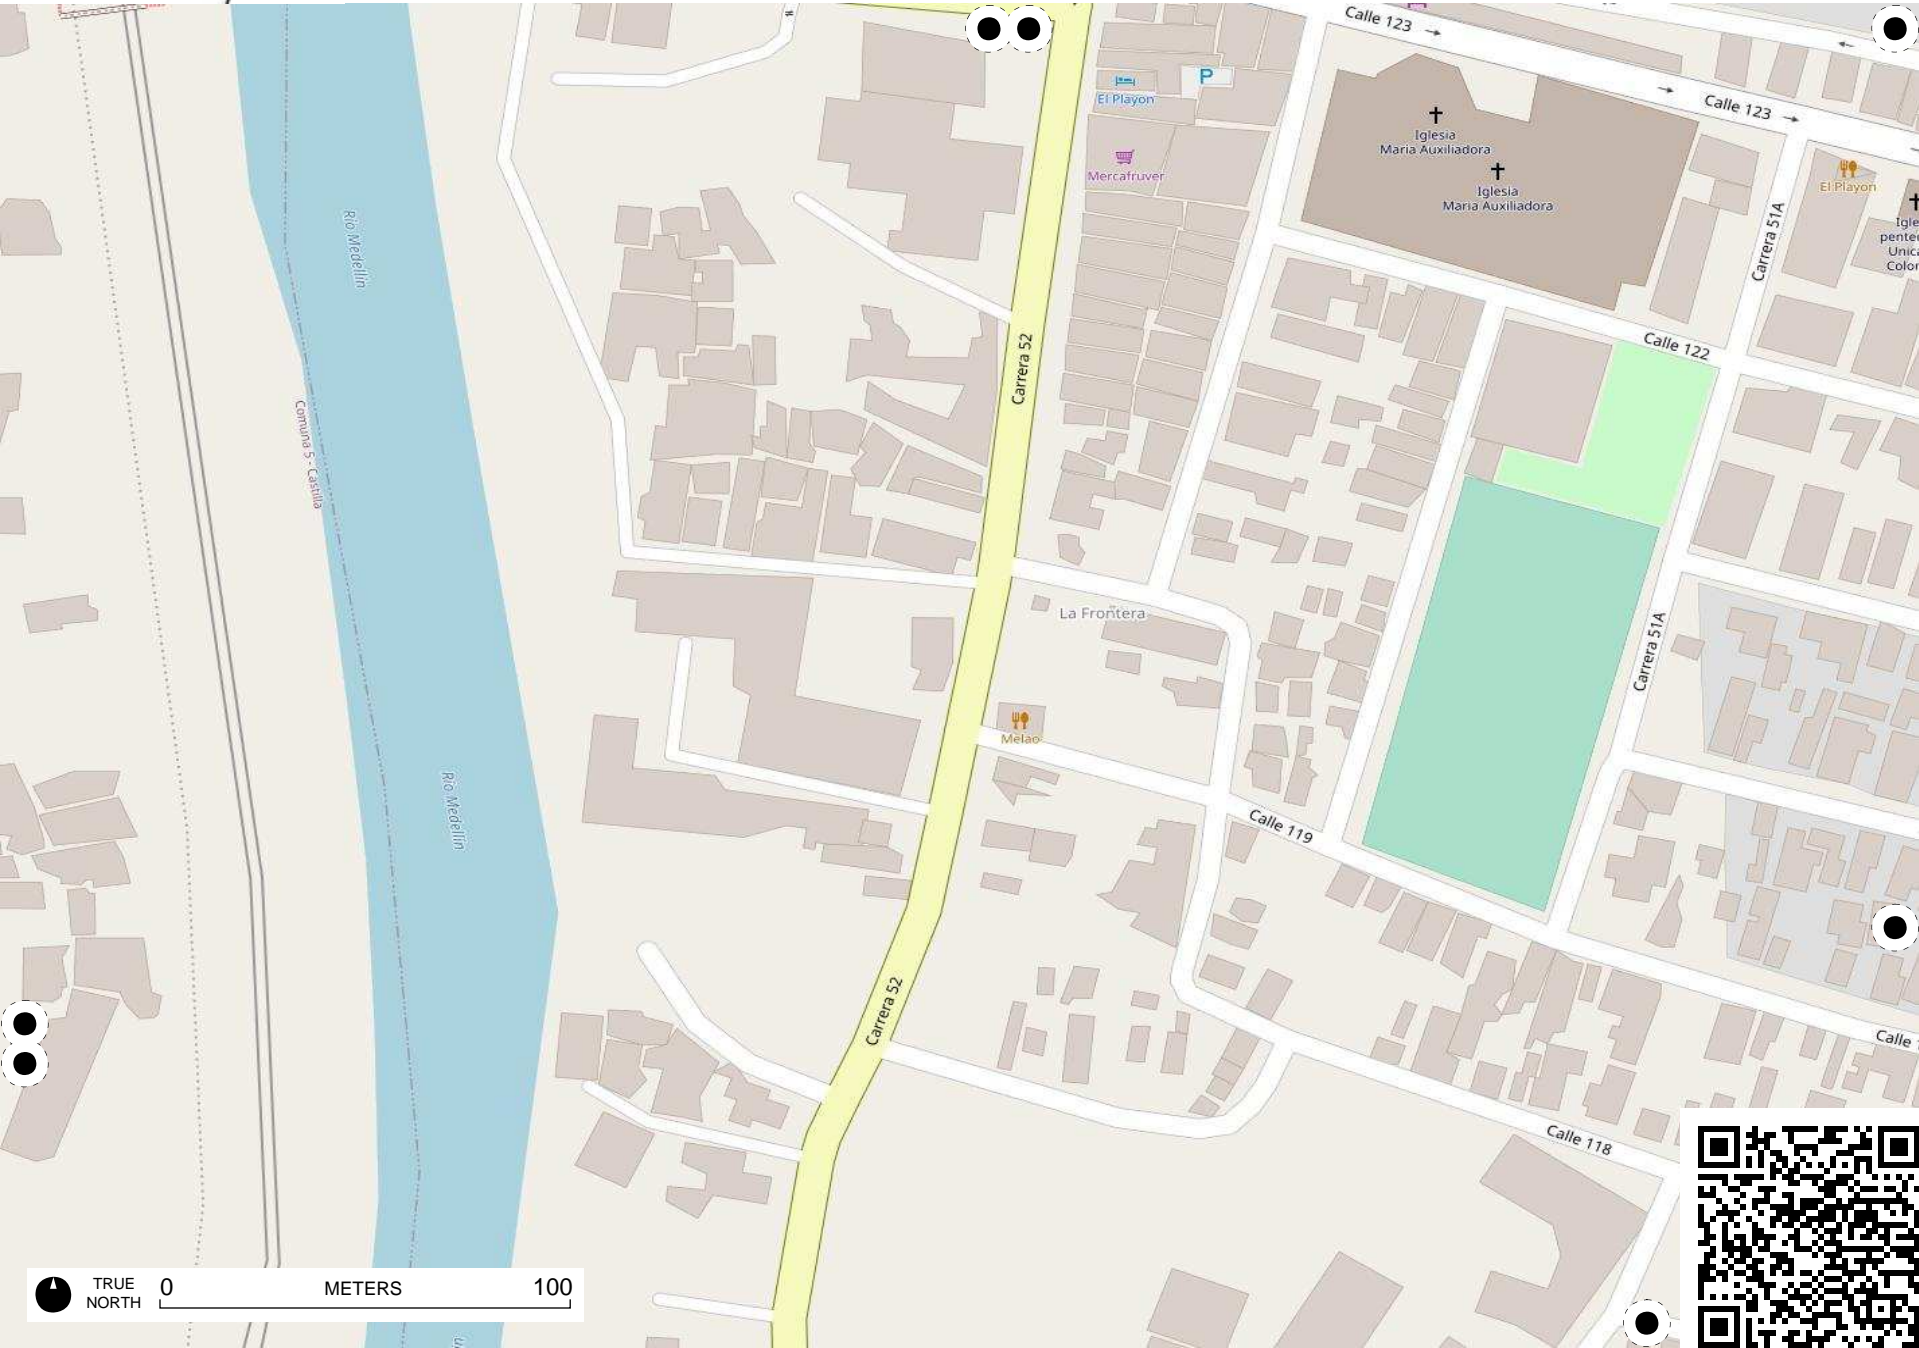 Calle 123
Calle 123
El Playon
P
Mercafruver
Iglesia
Maria Auxiliadora
Iglesia
Maria Auxiliadora
El Playon
Carrera 51A
Unica
Río Medellín
Carrera 52
Calle 122
Comuna 5 - Castilla
La Frontera
Carrera 51A
Melao
Río Medellín
Calle 119
Carrera 52
Calle
Calle 118
TRUE
NORTH
0 METERS 100